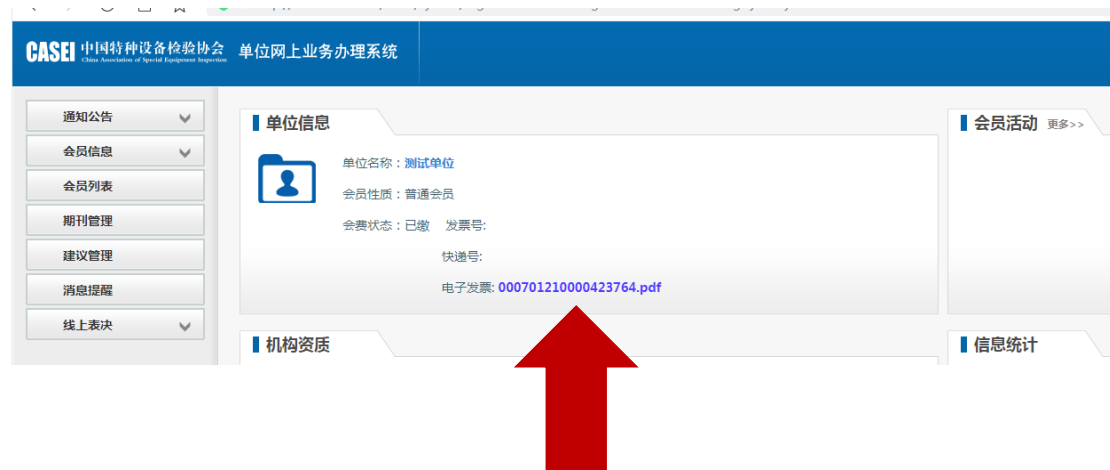 CASEI 中国特种设备检验协会 单位网上业务办理系统
China Association of Special Equipment Inspection
通知公告
会员信息
会员列表
期刊管理
建议管理
消息提醒
线上表决
单位信息
单位名称：测试单位
会员性质：普通会员
会费状态：已缴 发票号:
快递号:
电子发票: 000701210000423764.pdf
机构资质
会员活动 更多>>
信息统计